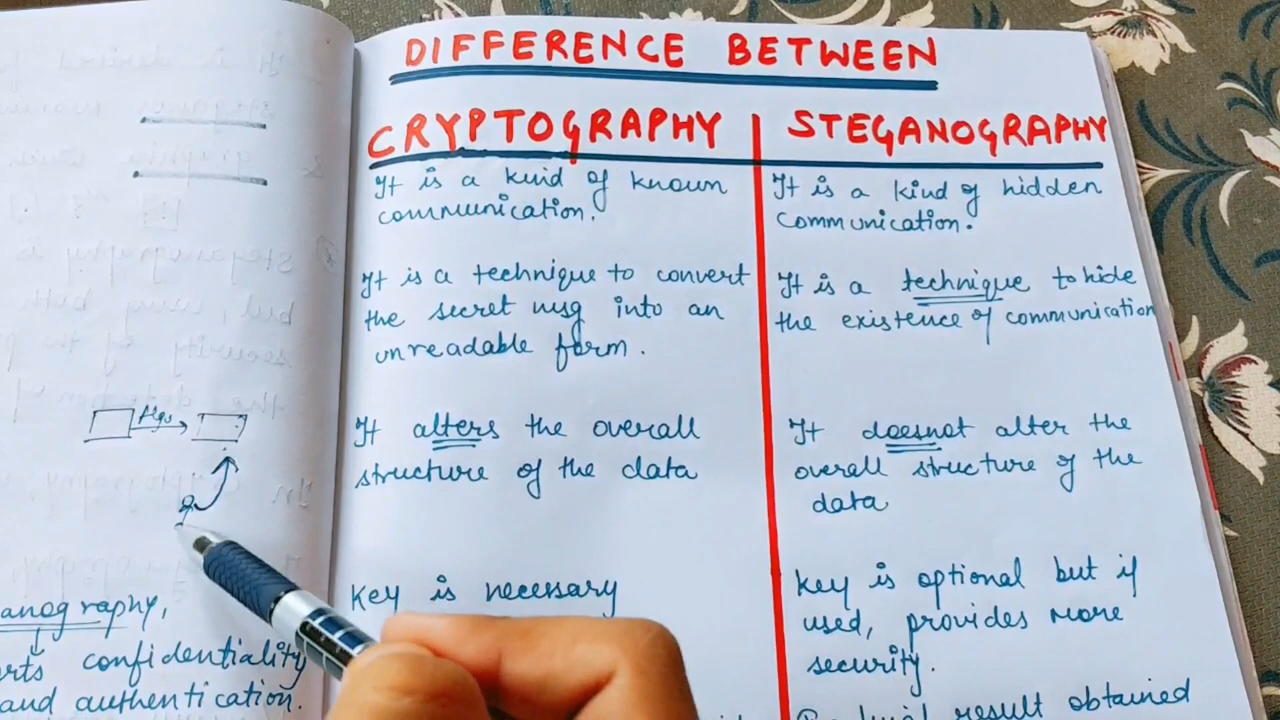 DIFFERENCE BETWEEN
CRYPTOGRAPHY
It is a kind of known
communication.
It is a technique to convert
the secret msg into an
unreadable form.
It alters the overall
structure of the data
Key is necessary
STEGANOGRAPHY
It is a kind of hidden
communication.
It is a technique to hide
the existence of communication
It doesnot alter the
overall structure of the
data
Key is optional but if
used, provides more
security.
result obtained
anography,
rts confidentiality
and authentication.